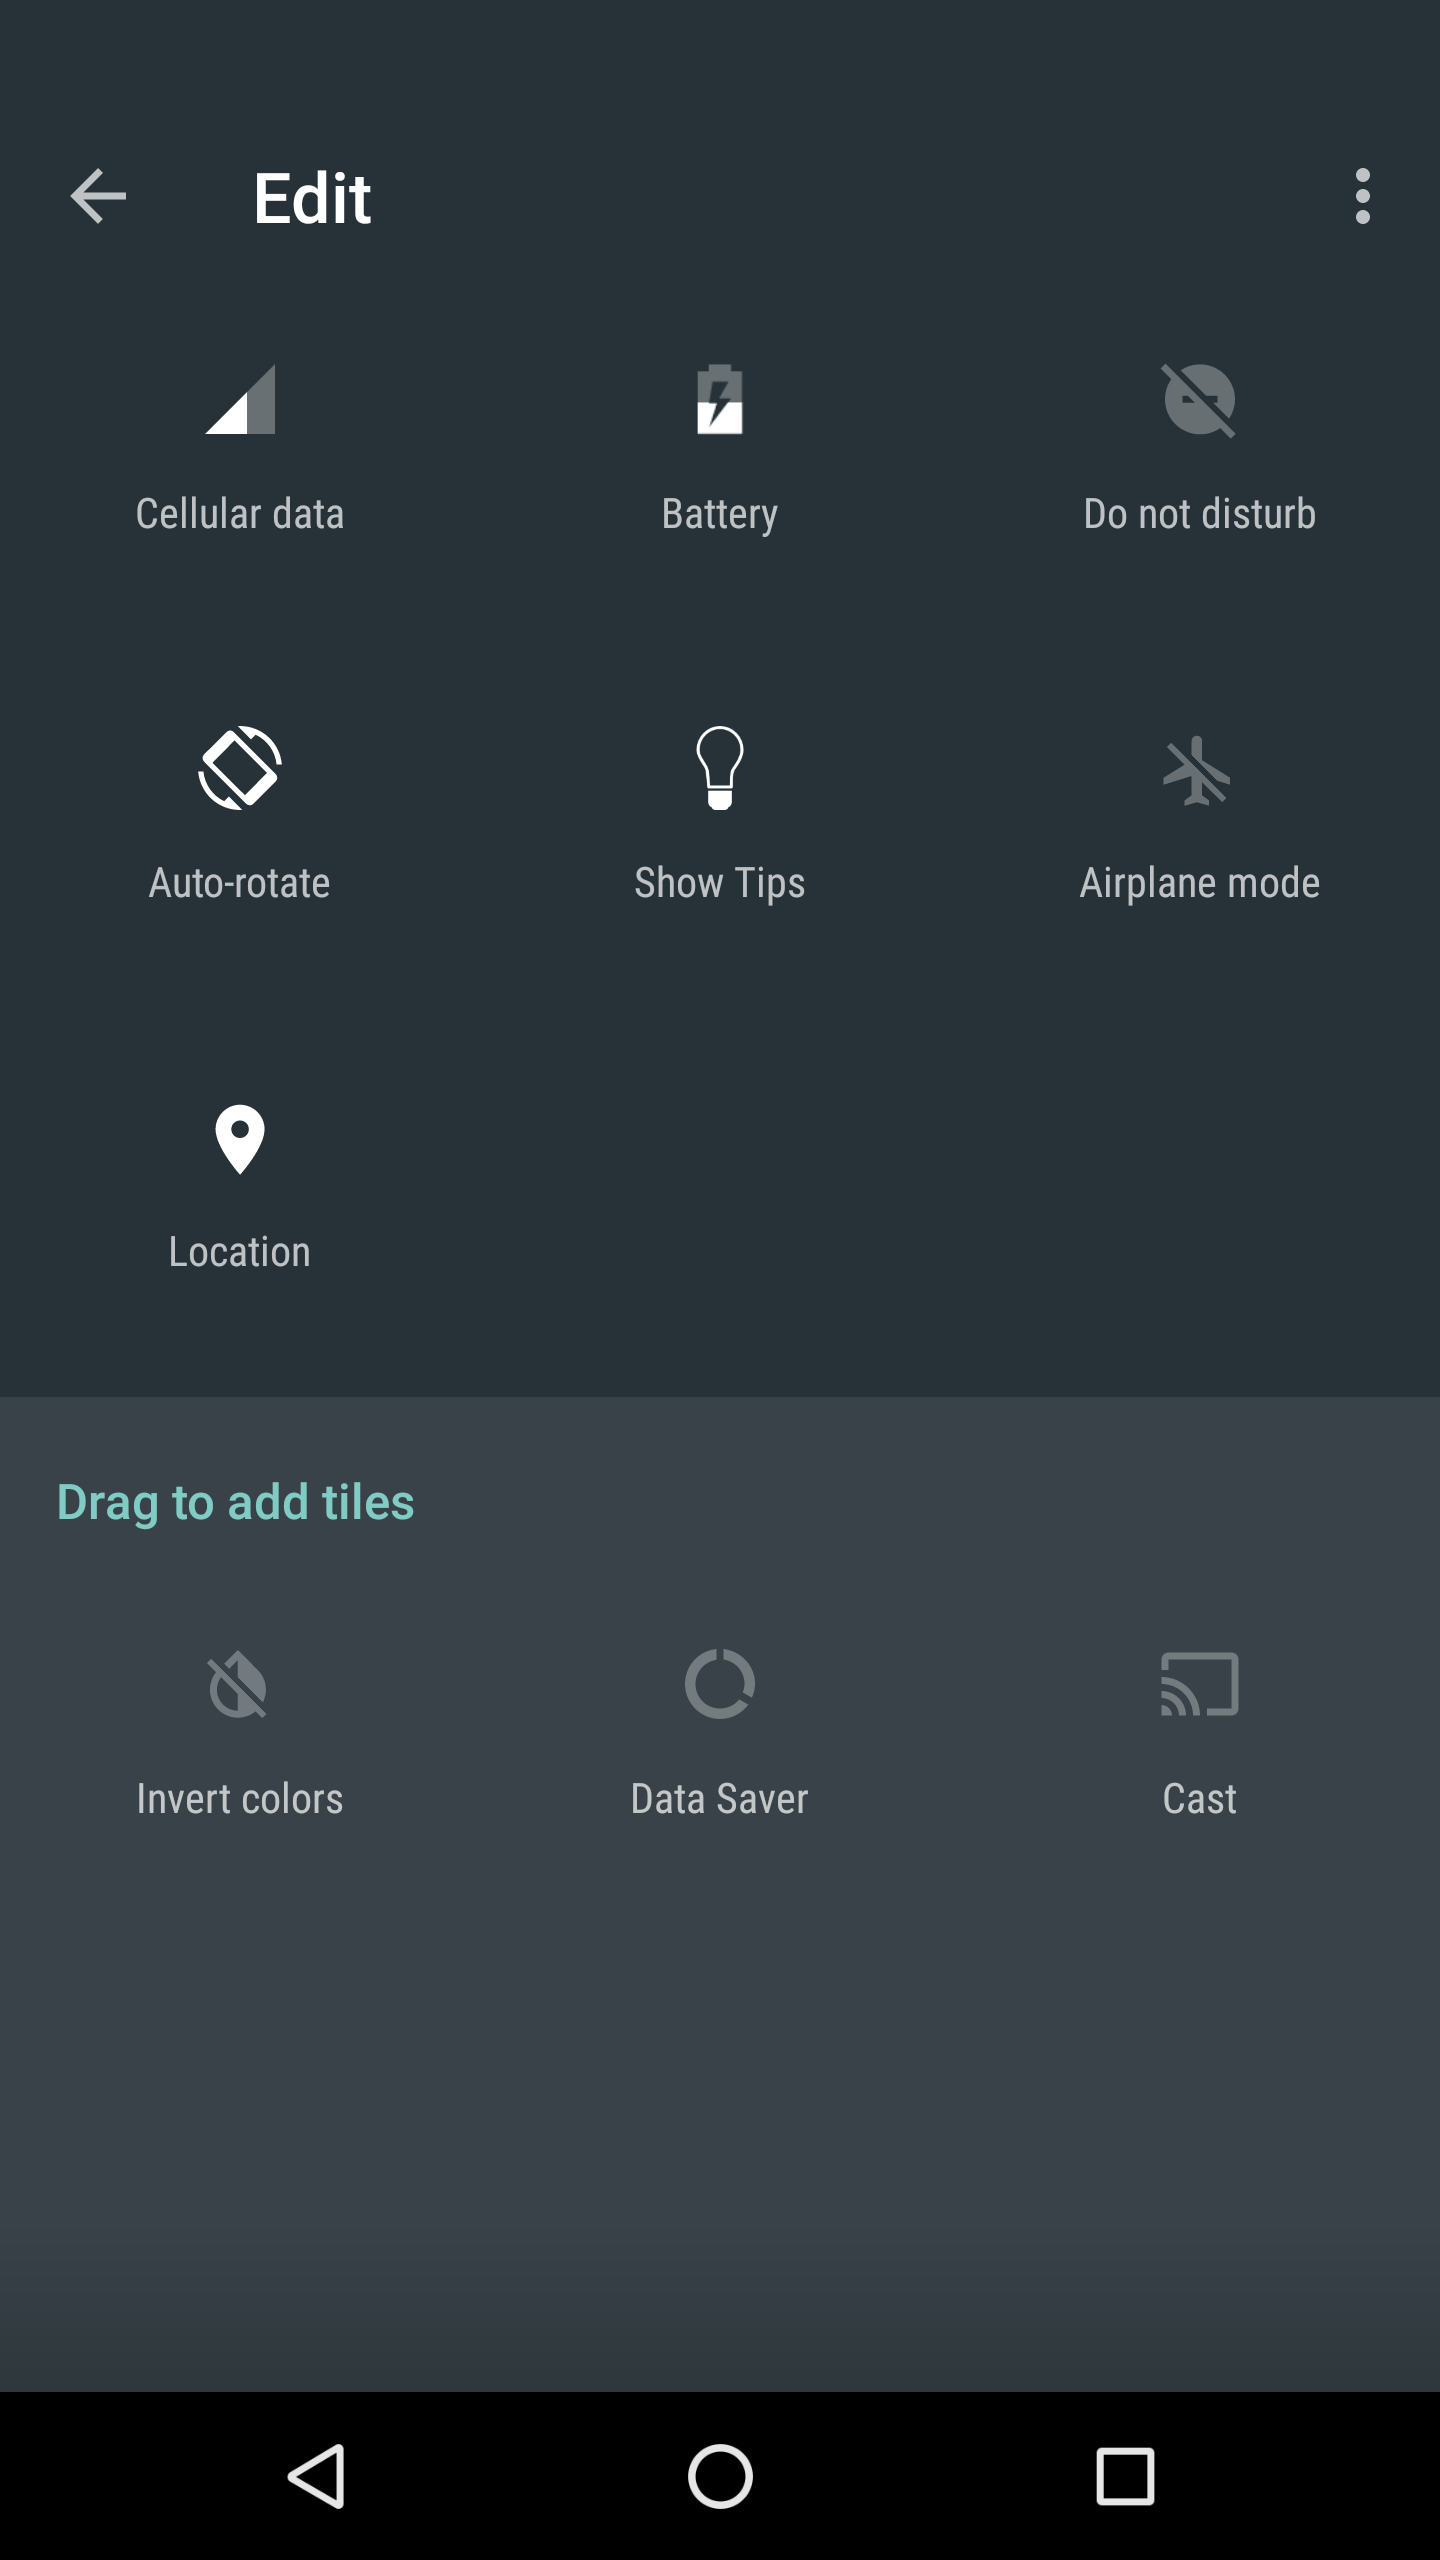 Edit
Cellular data
Battery
Do not disturb
Auto-rotate
Show Tips
Airplane mode
Location
Drag to add tiles
Invert colors
Data Saver
Cast